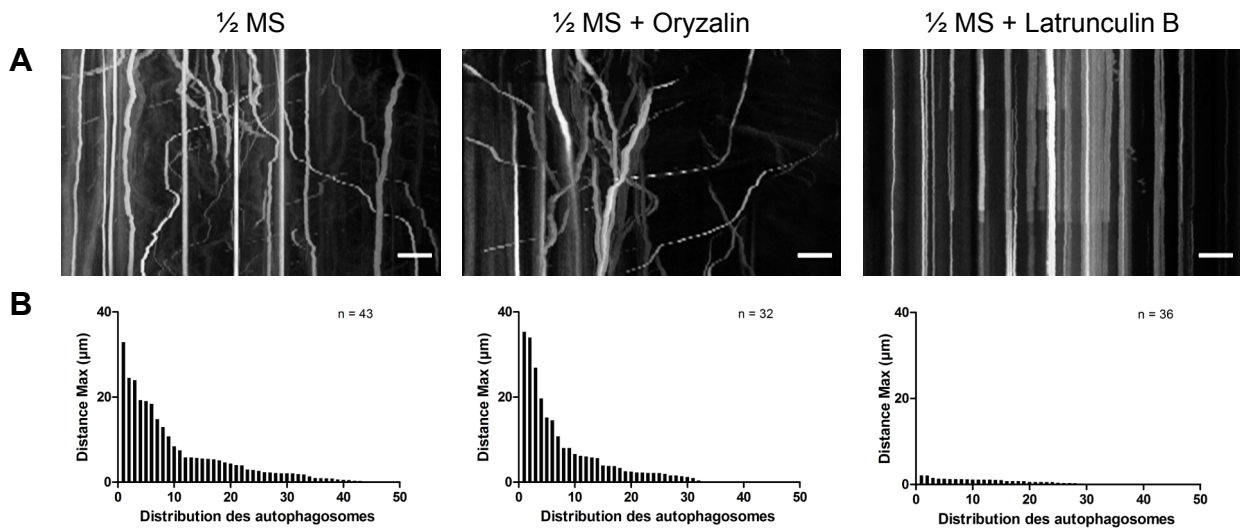 ½ MS
½ MS + Oryzalin
½ MS + Latrunculin B
A
B
n = 43
40
20
0
Distance Max (µm)
0 10 20 30 40 50
Distribution des autophagosomes
n = 32
40
20
0
Distance Max (µm)
0 10 20 30 40 50
Distribution des autophagosomes
n = 36
40
20
0
Distance Max (µm)
0 10 20 30 40 50
Distribution des autophagosomes